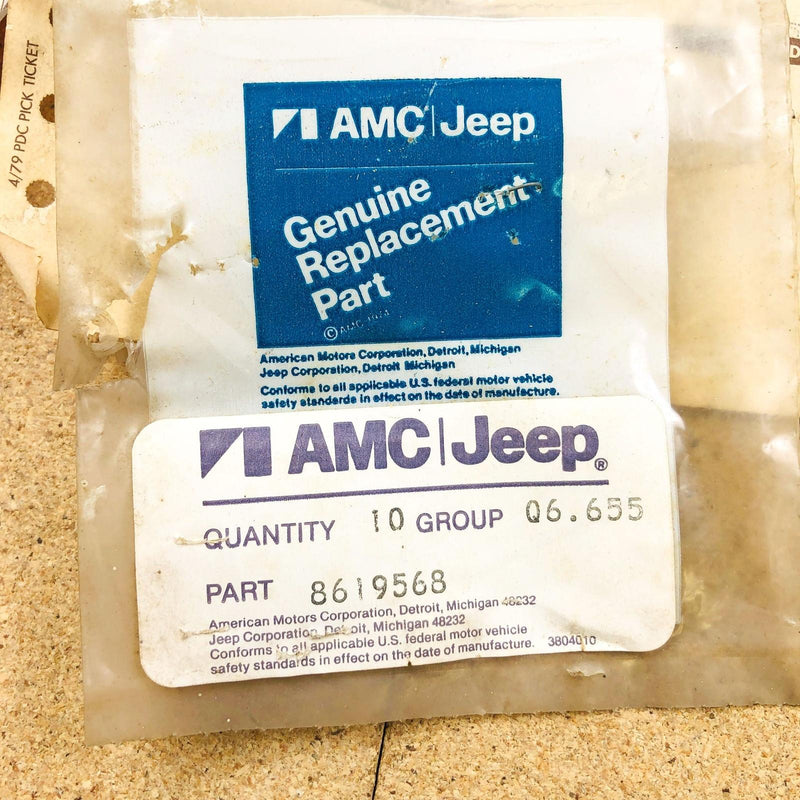 4/79 PDC PICK TICKET
AMC|Jeep
Genuine
Replacement
Part
© AMC 1974
American Motors Corporation, Detroit, Michigan
Jeep Corporation, Detroit Michigan
Conforms to all applicable U.S. federal motor vehicle
safety standards in effect on the date of manufacture.
AMC|Jeep®
QUANTITY 10 GROUP Q6.655
PART 8619568
American Motors Corporation, Detroit, Michigan 48232
Jeep Corporation, Detroit, Michigan 48232
Conforms to all applicable U.S. federal motor vehicle
safety standards in effect on the date of manufacture. 3804010